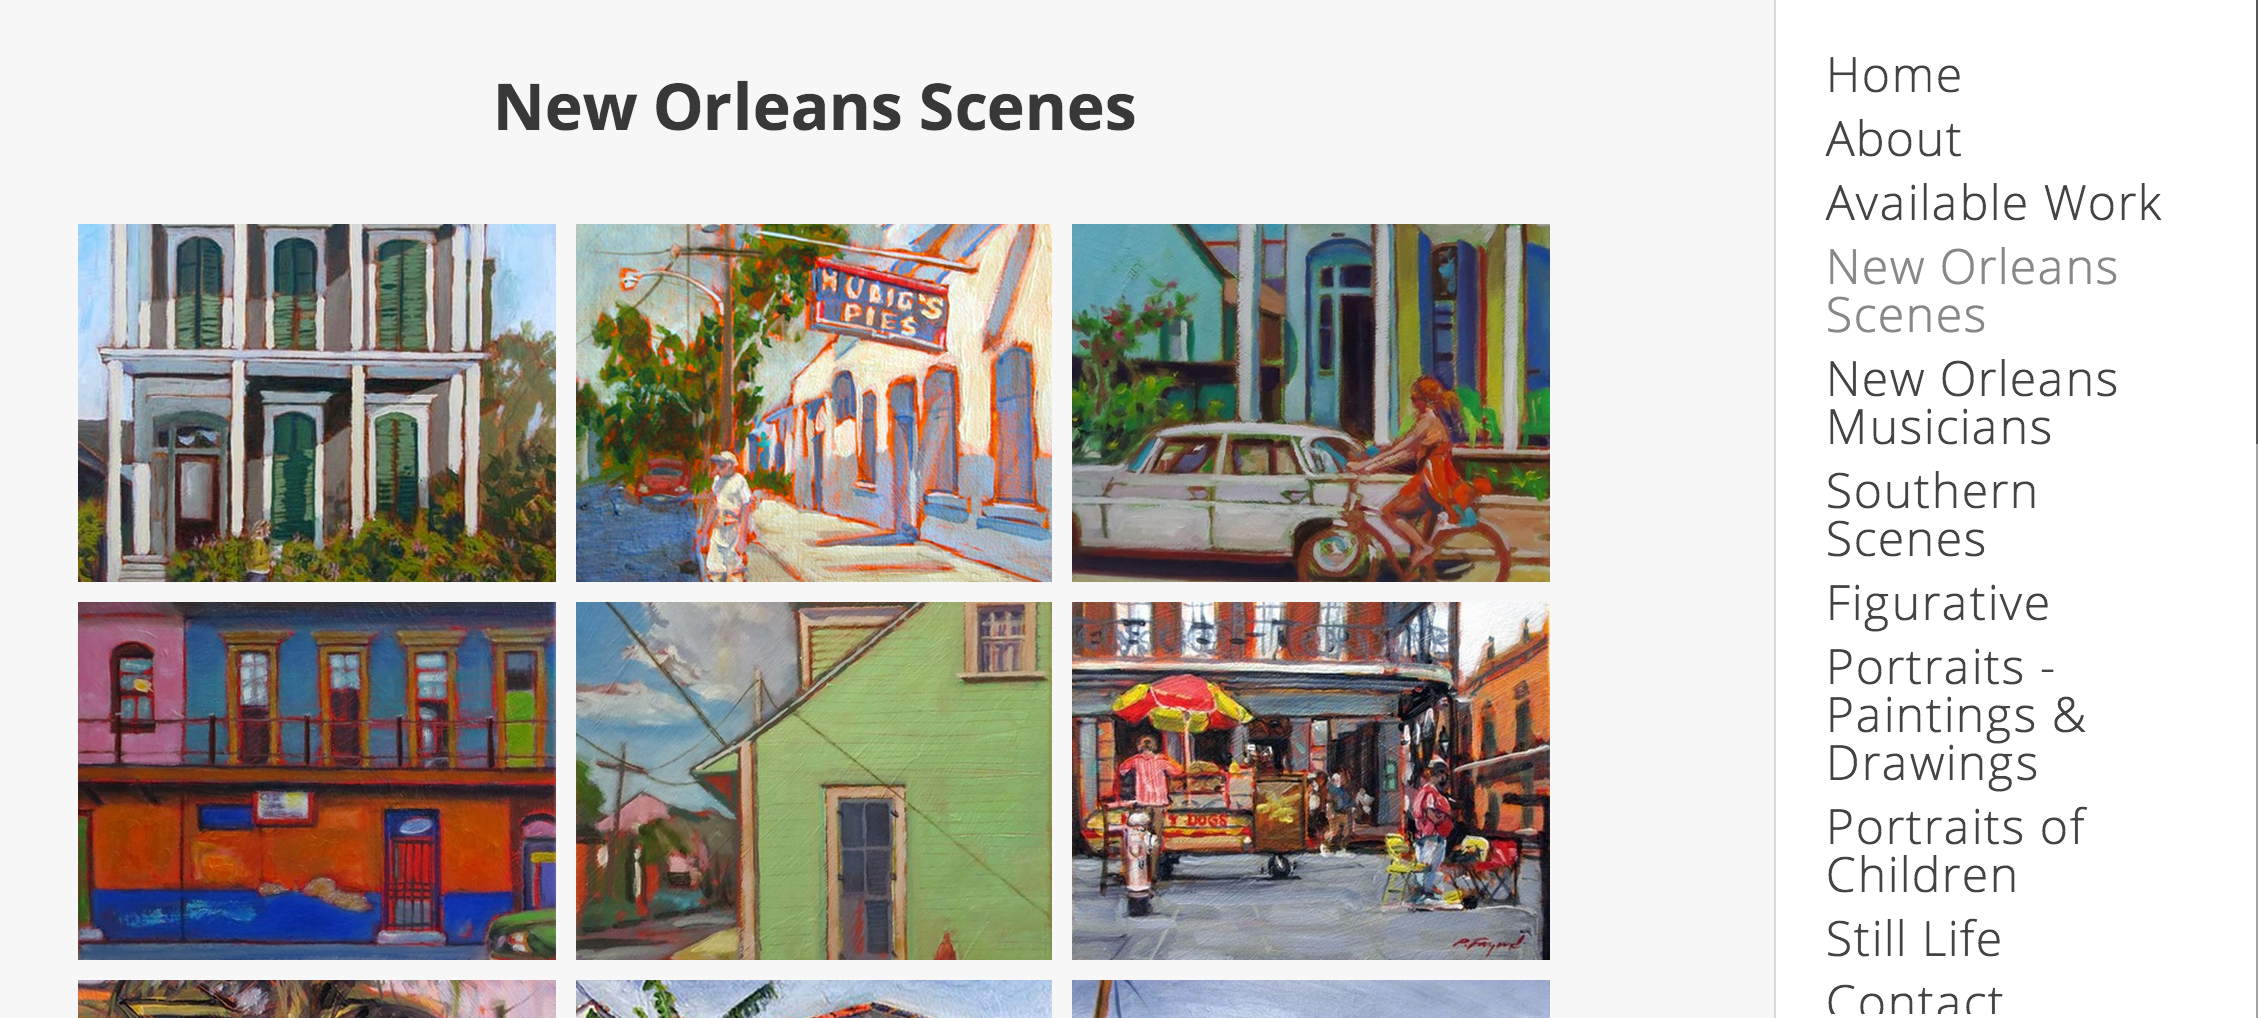 New Orleans Scenes
HUBIG'S
PIES
Y DOGS
Home
About
Available Work
New Orleans
Scenes
New Orleans
Musicians
Southern
Scenes
Figurative
Portraits -
Paintings &
Drawings
Portraits of
Children
Still Life
Contact